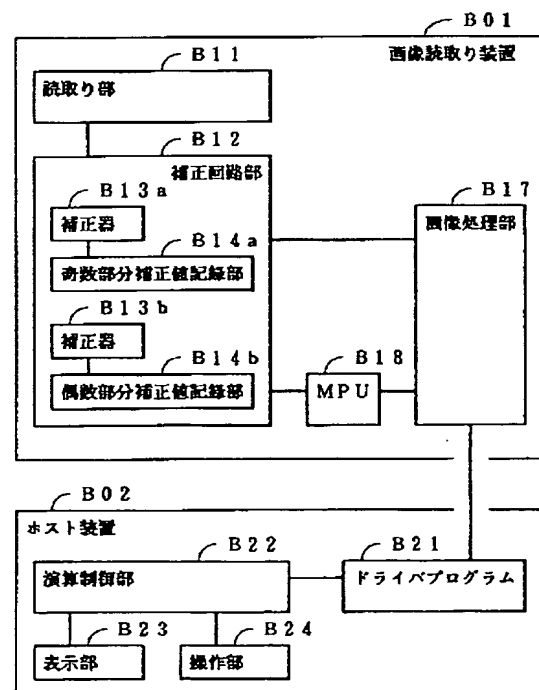 B01
画像読取り装置
B11
読取り部
B12
補正回路部
B13a
補正器
B14a
奇数部分補正値記録部
B13b
補正器
B14b
偶数部分補正値記録部
B17
画像処理部
B18
MPU
B02
ホスト装置
B22
演算制御部
B21
ドライバプログラム
B23
表示部
B24
操作部